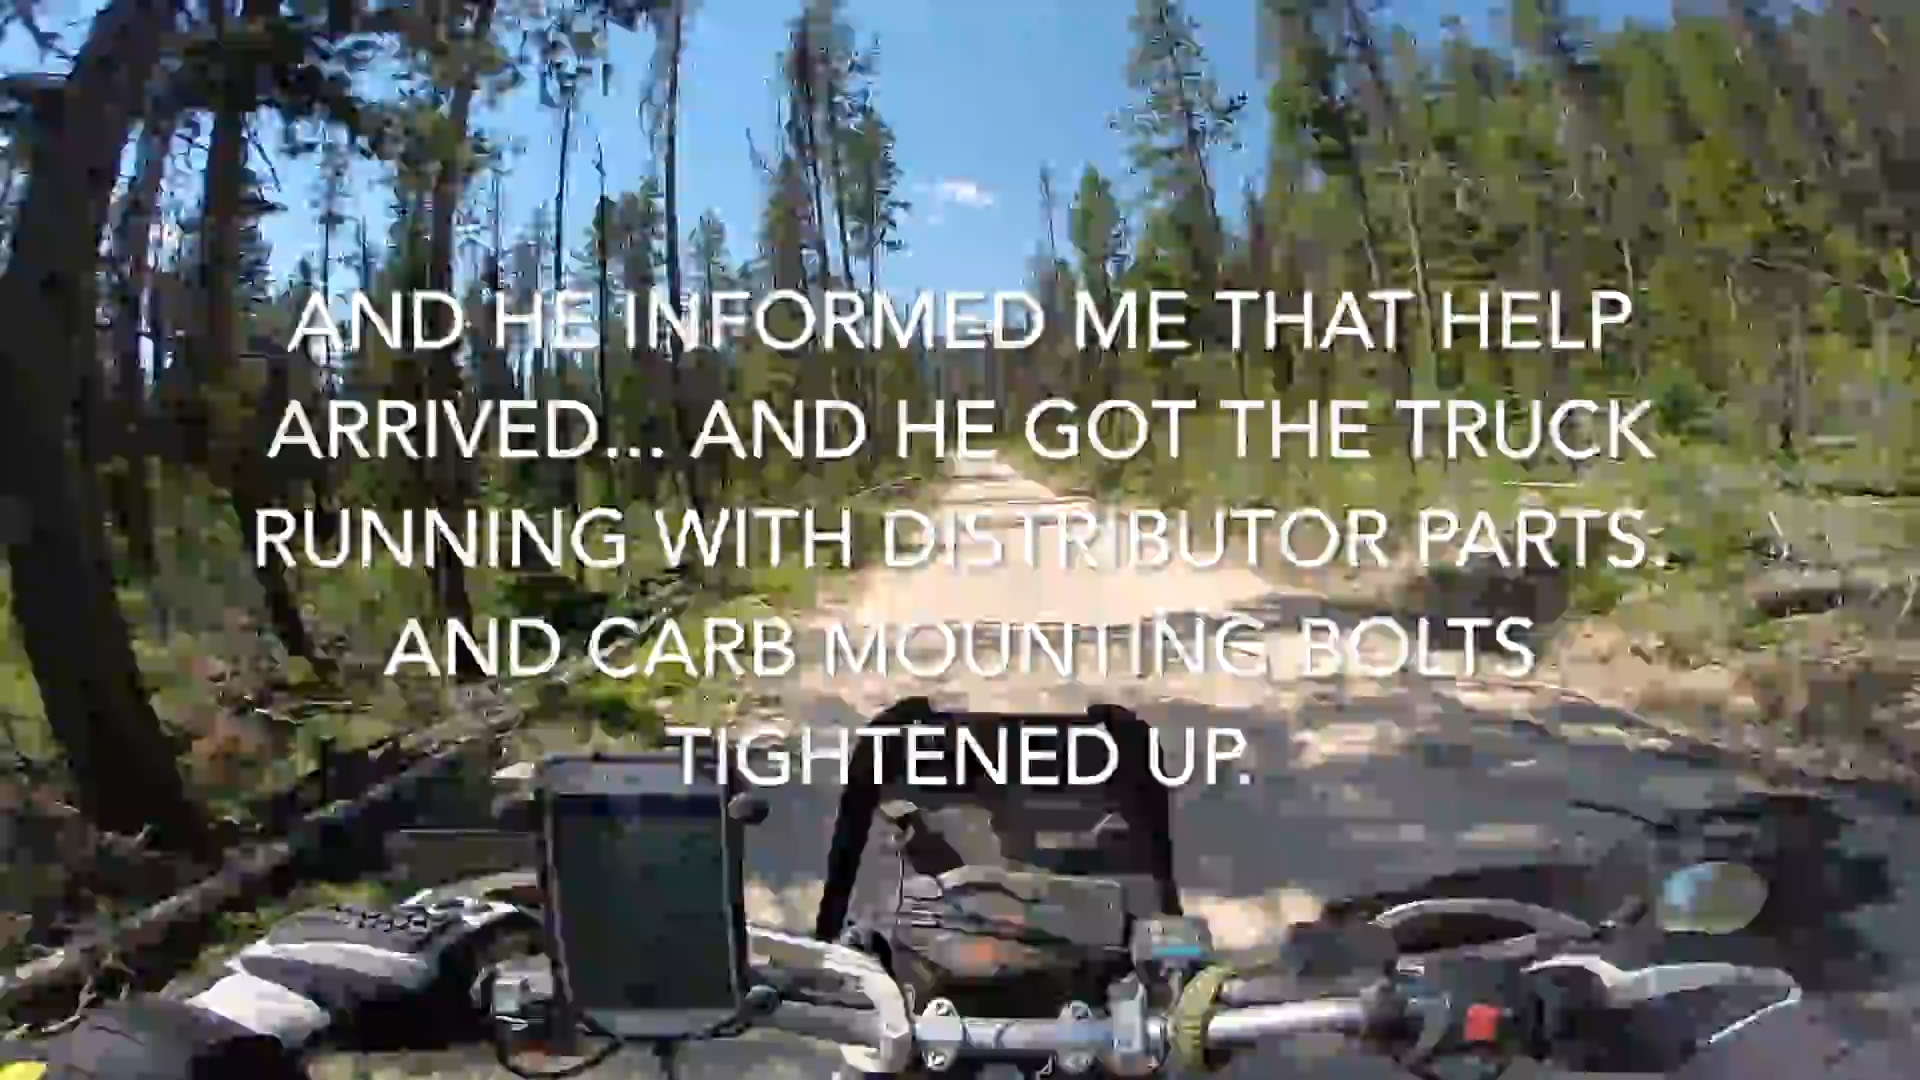 AND HE INFORMED ME THAT HELP
ARRIVED... AND HE GOT THE TRUCK
RUNNING WITH DISTRIBUTOR PARTS.
AND CARB MOUNTING BOLTS
TIGHTENED UP.